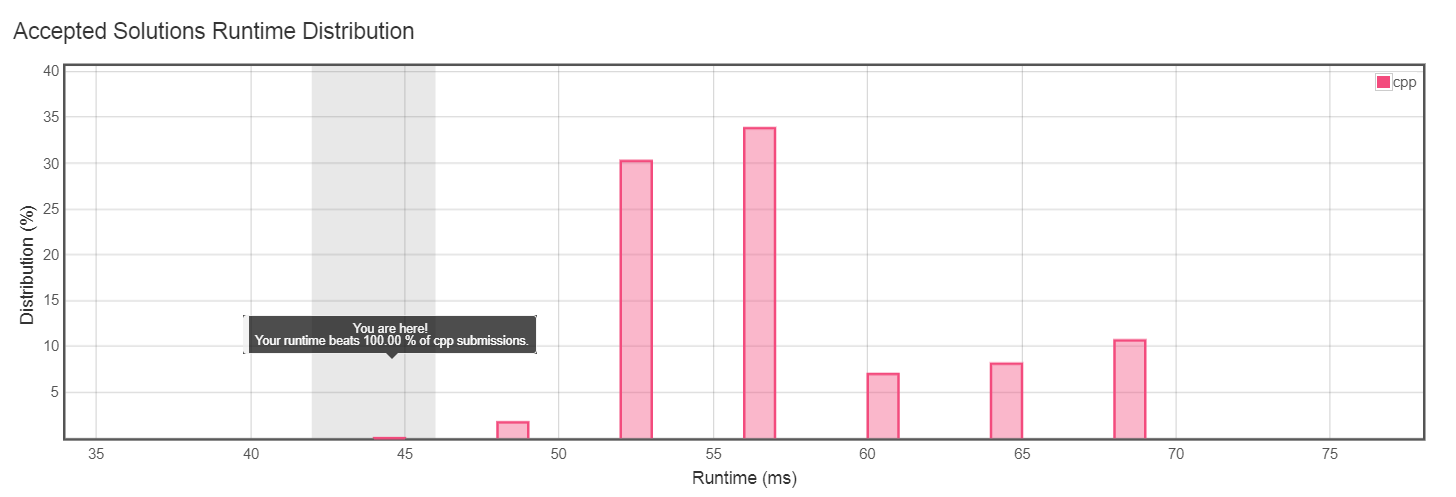 Accepted Solutions Runtime Distribution
40
35
30
25
20
15
10
5
Distribution (%)
cpp
You are here!
Your runtime beats 100.00 % of cpp submissions.
35 40 45 50 55 60 65 70 75
Runtime (ms)